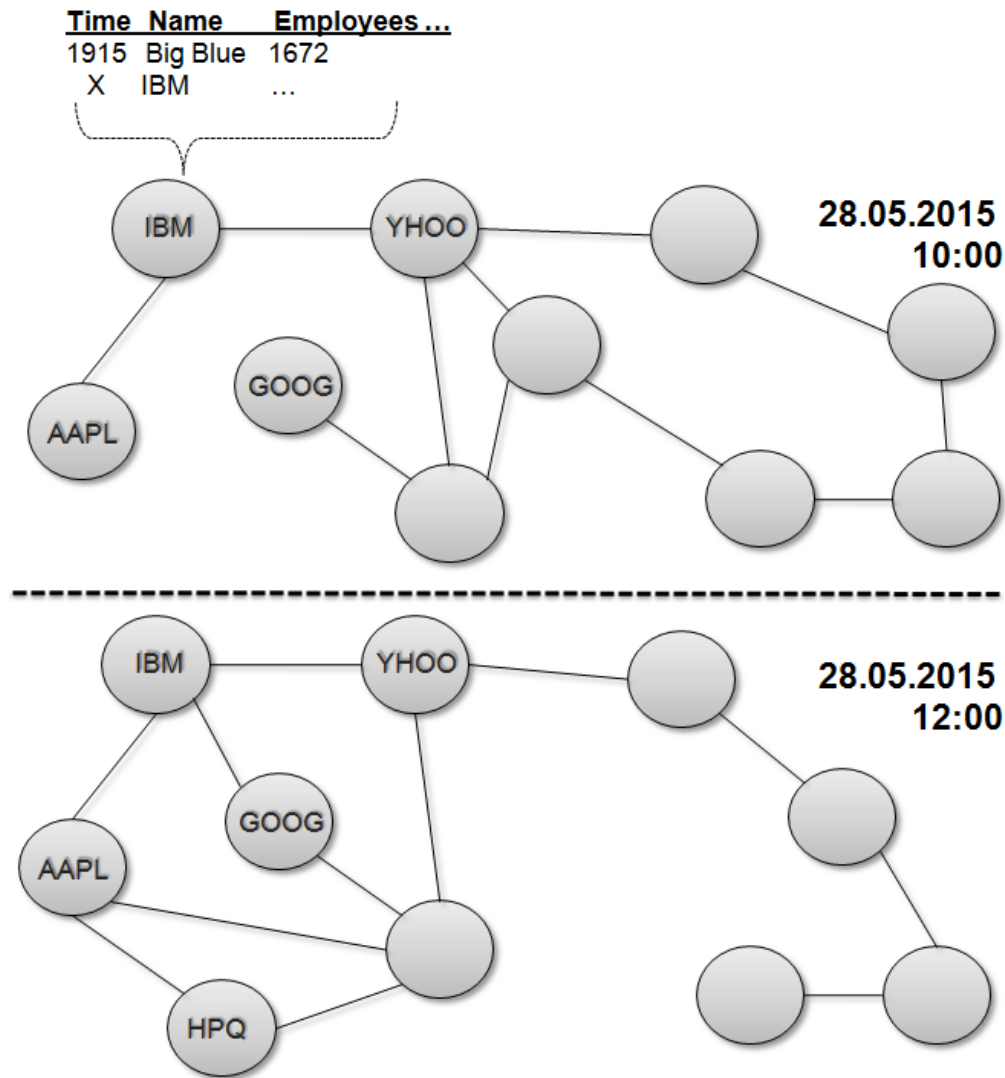 Time Name Employees ...
1915 Big Blue 1672
X IBM ...
IBM
YHOO
28.05.2015
10:00
GOOG
AAPL
IBM
YHOO
28.05.2015
12:00
GOOG
AAPL
HPQ